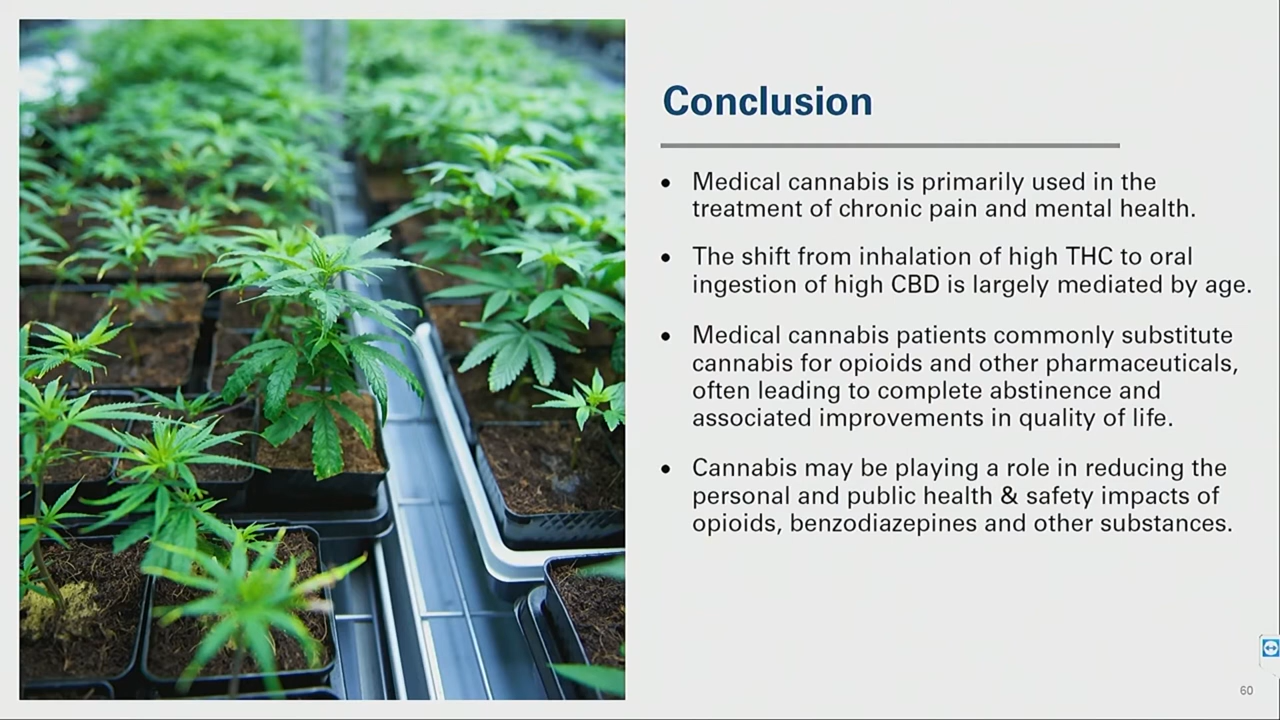 Conclusion
• Medical cannabis is primarily used in the
treatment of chronic pain and mental health.
• The shift from inhalation of high THC to oral
ingestion of high CBD is largely mediated by age.
• Medical cannabis patients commonly substitute
cannabis for opioids and other pharmaceuticals,
often leading to complete abstinence and
associated improvements in quality of life.
• Cannabis may be playing a role in reducing the
personal and public health & safety impacts of
opioids, benzodiazepines and other substances.
60